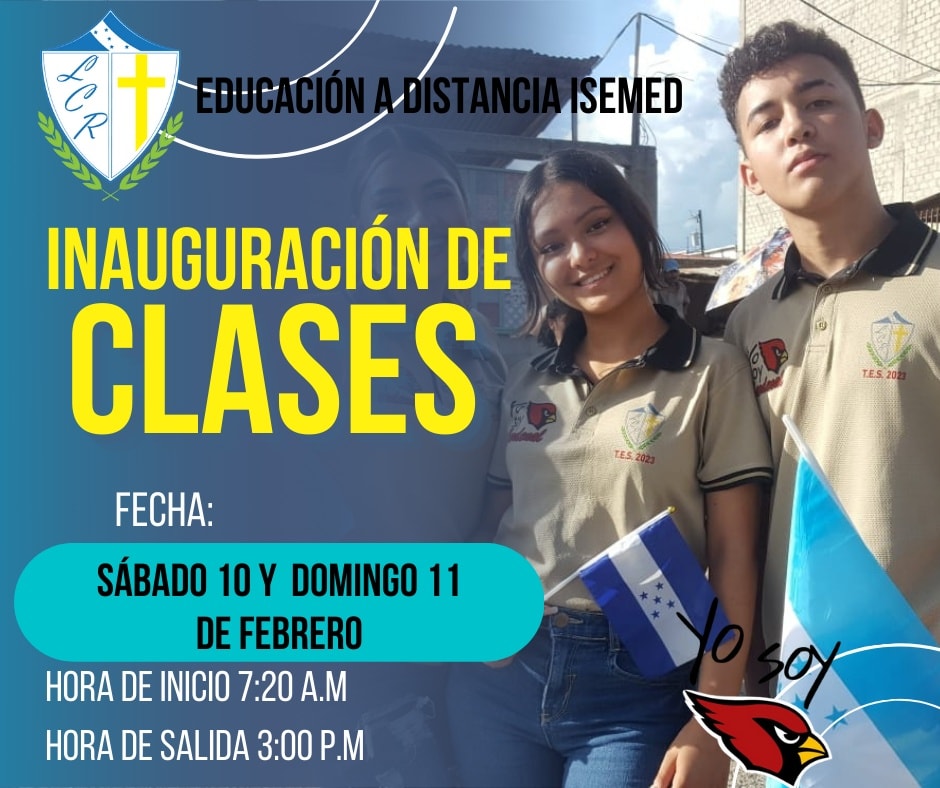 L C R
EDUCACIÓN A DISTANCIA ISEMED
INAUGURACIÓN DE
CLASES
FECHA:
SÁBADO 10 Y DOMINGO 11
DE FEBRERO
HORA DE INICIO 7:20 A.M
HORA DE SALIDA 3:00 P.M
T.E.S. 2023
T.E.S. 2023
Yo soy